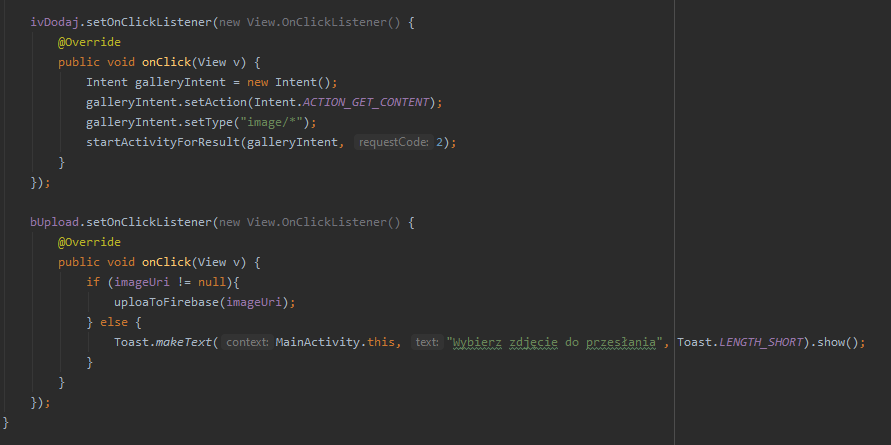 ivDodaj.setOnClickListener(new View.OnClickListener() {
@Override
public void onClick(View v) {
Intent galleryIntent = new Intent();
galleryIntent.setAction(Intent.ACTION_GET_CONTENT);
galleryIntent.setType("image/*");
startActivityForResult(galleryIntent, requestCode: 2);
}
});
bUpload.setOnClickListener(new View.OnClickListener() {
@Override
public void onClick(View v) {
if (imageUri != null){
uploaToFirebase(imageUri);
} else {
Toast.makeText( context: MainActivity.this, text: "Wybierz zdjęcie do przesłania", Toast.LENGTH_SHORT).show();
}
}
});
}